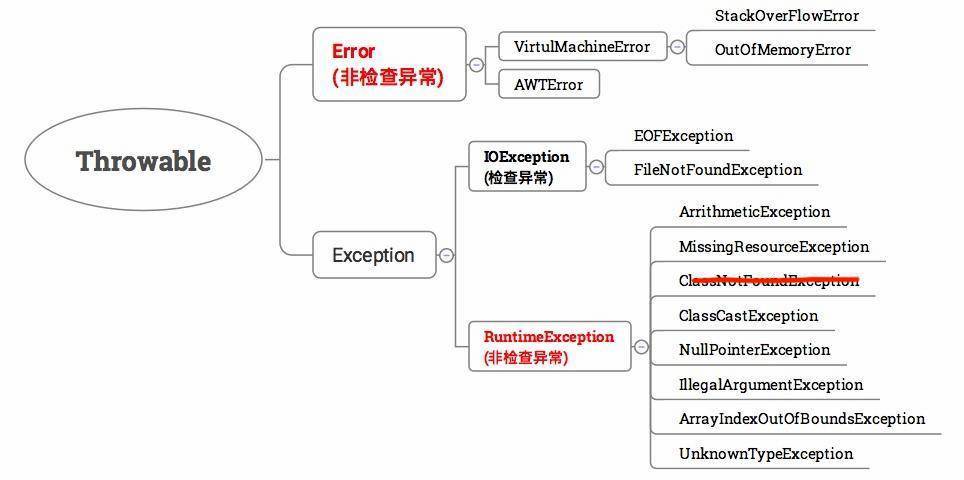 Throwable
Error
(非检查异常)
VirtulMachineError
StackOverFlowError
OutOfMemoryError
AWTError
Exception
IOException
(检查异常)
EOFException
FileNotFoundException
RuntimeException
(非检查异常)
ArrithmeticException
MissingResourceException
ClassNotFoundException
ClassCastException
NullPointerException
IllegalArgumentException
ArrayIndexOutOfBoundsException
UnknownTypeException